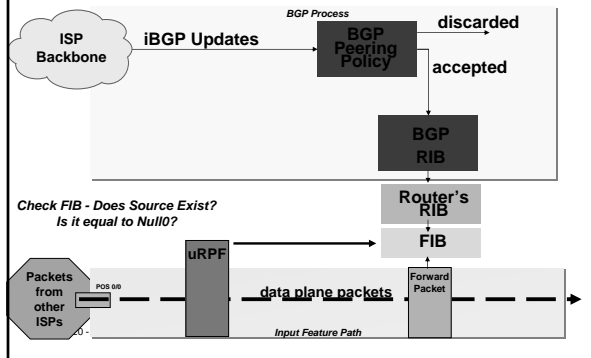 BGP Process
ISP
Backbone
iBGP Updates
BGP
Peering
Policy
discarded
accepted
BGP
RIB
Check FIB - Does Source Exist?
Is it equal to Null0?
Router's
RIB
FIB
uRPF
Packets
from
other
ISPs
POS 0/0
data plane packets
Forward
Packet
Input Feature Path